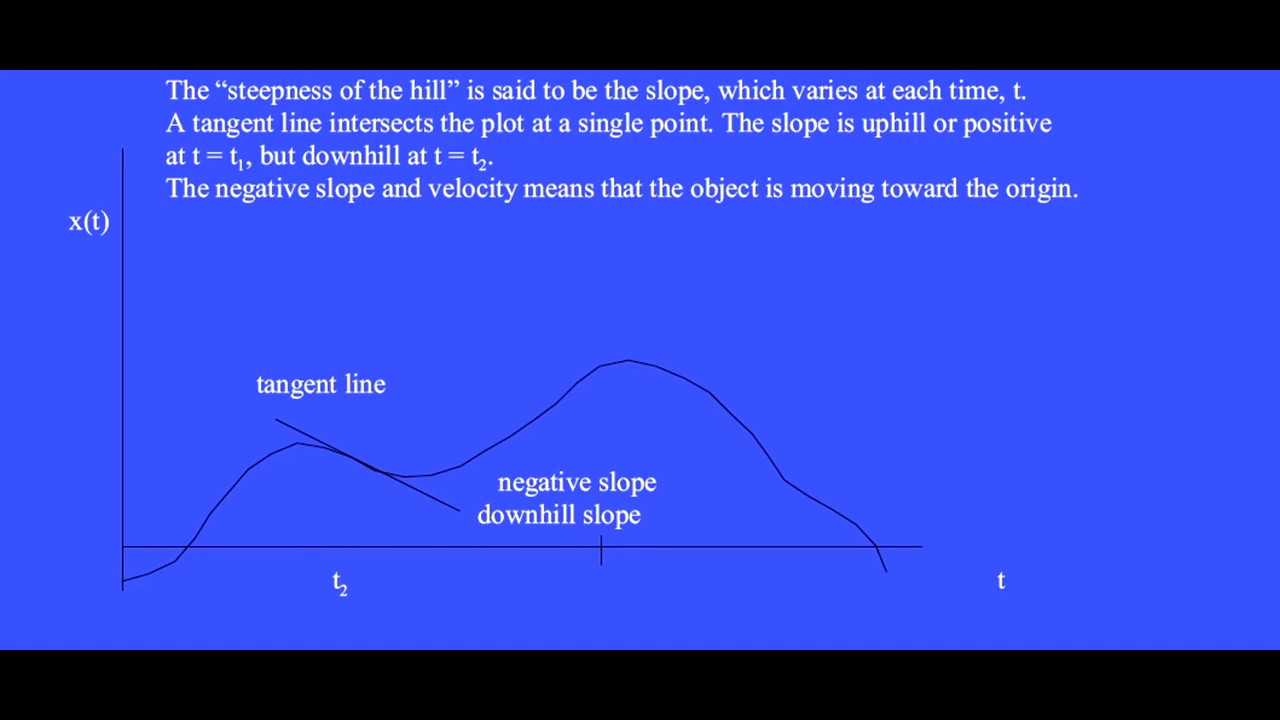 The “steepness of the hill” is said to be the slope, which varies at each time, t.
A tangent line intersects the plot at a single point. The slope is uphill or positive
at t = t₁, but downhill at t = t₂.
The negative slope and velocity means that the object is moving toward the origin.
x(t)
tangent line
negative slope
downhill slope
t₂
t